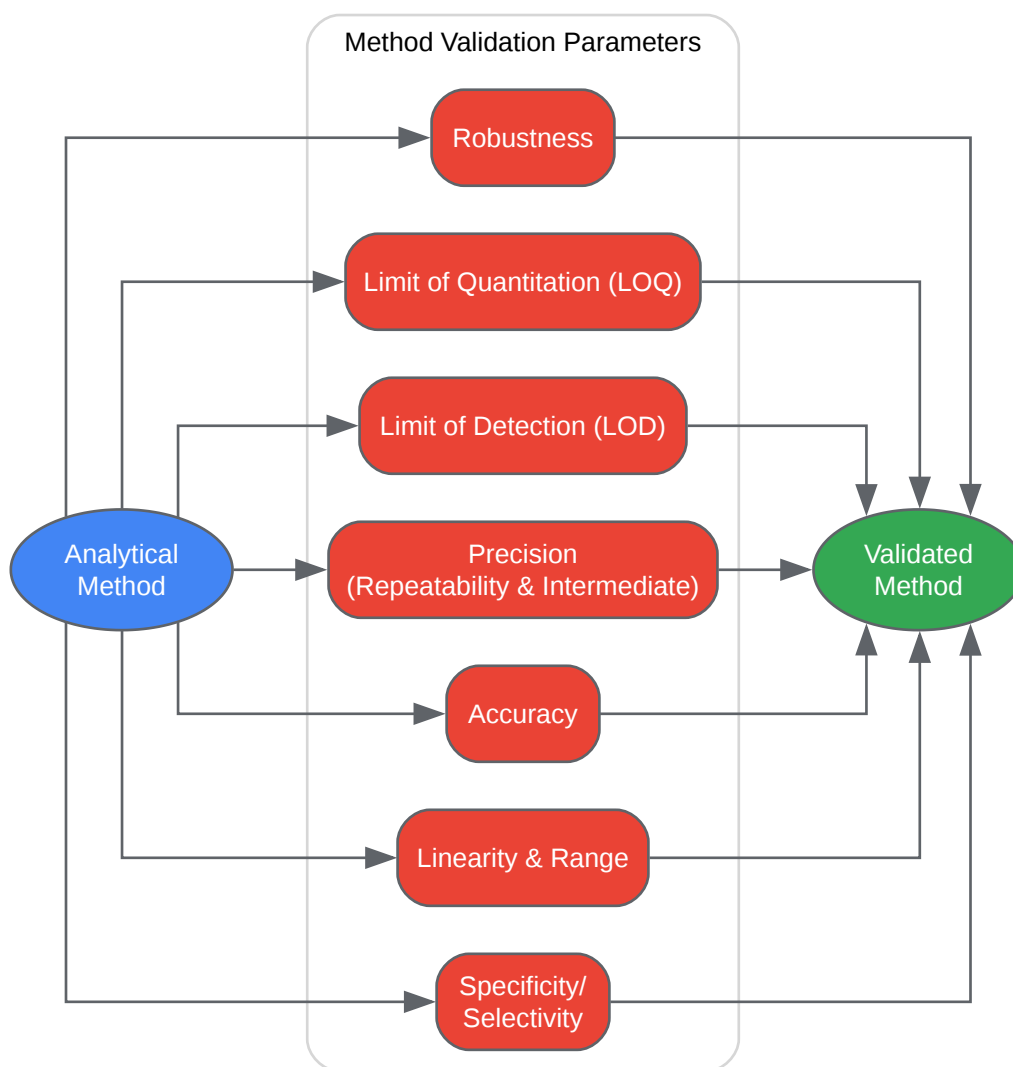 Method Validation Parameters
Robustness
Limit of Quantitation (LOQ)
Limit of Detection (LOD)
Analytical
Method
Precision
(Repeatability & Intermediate)
Validated
Method
Accuracy
Linearity & Range
Specificity/
Selectivity